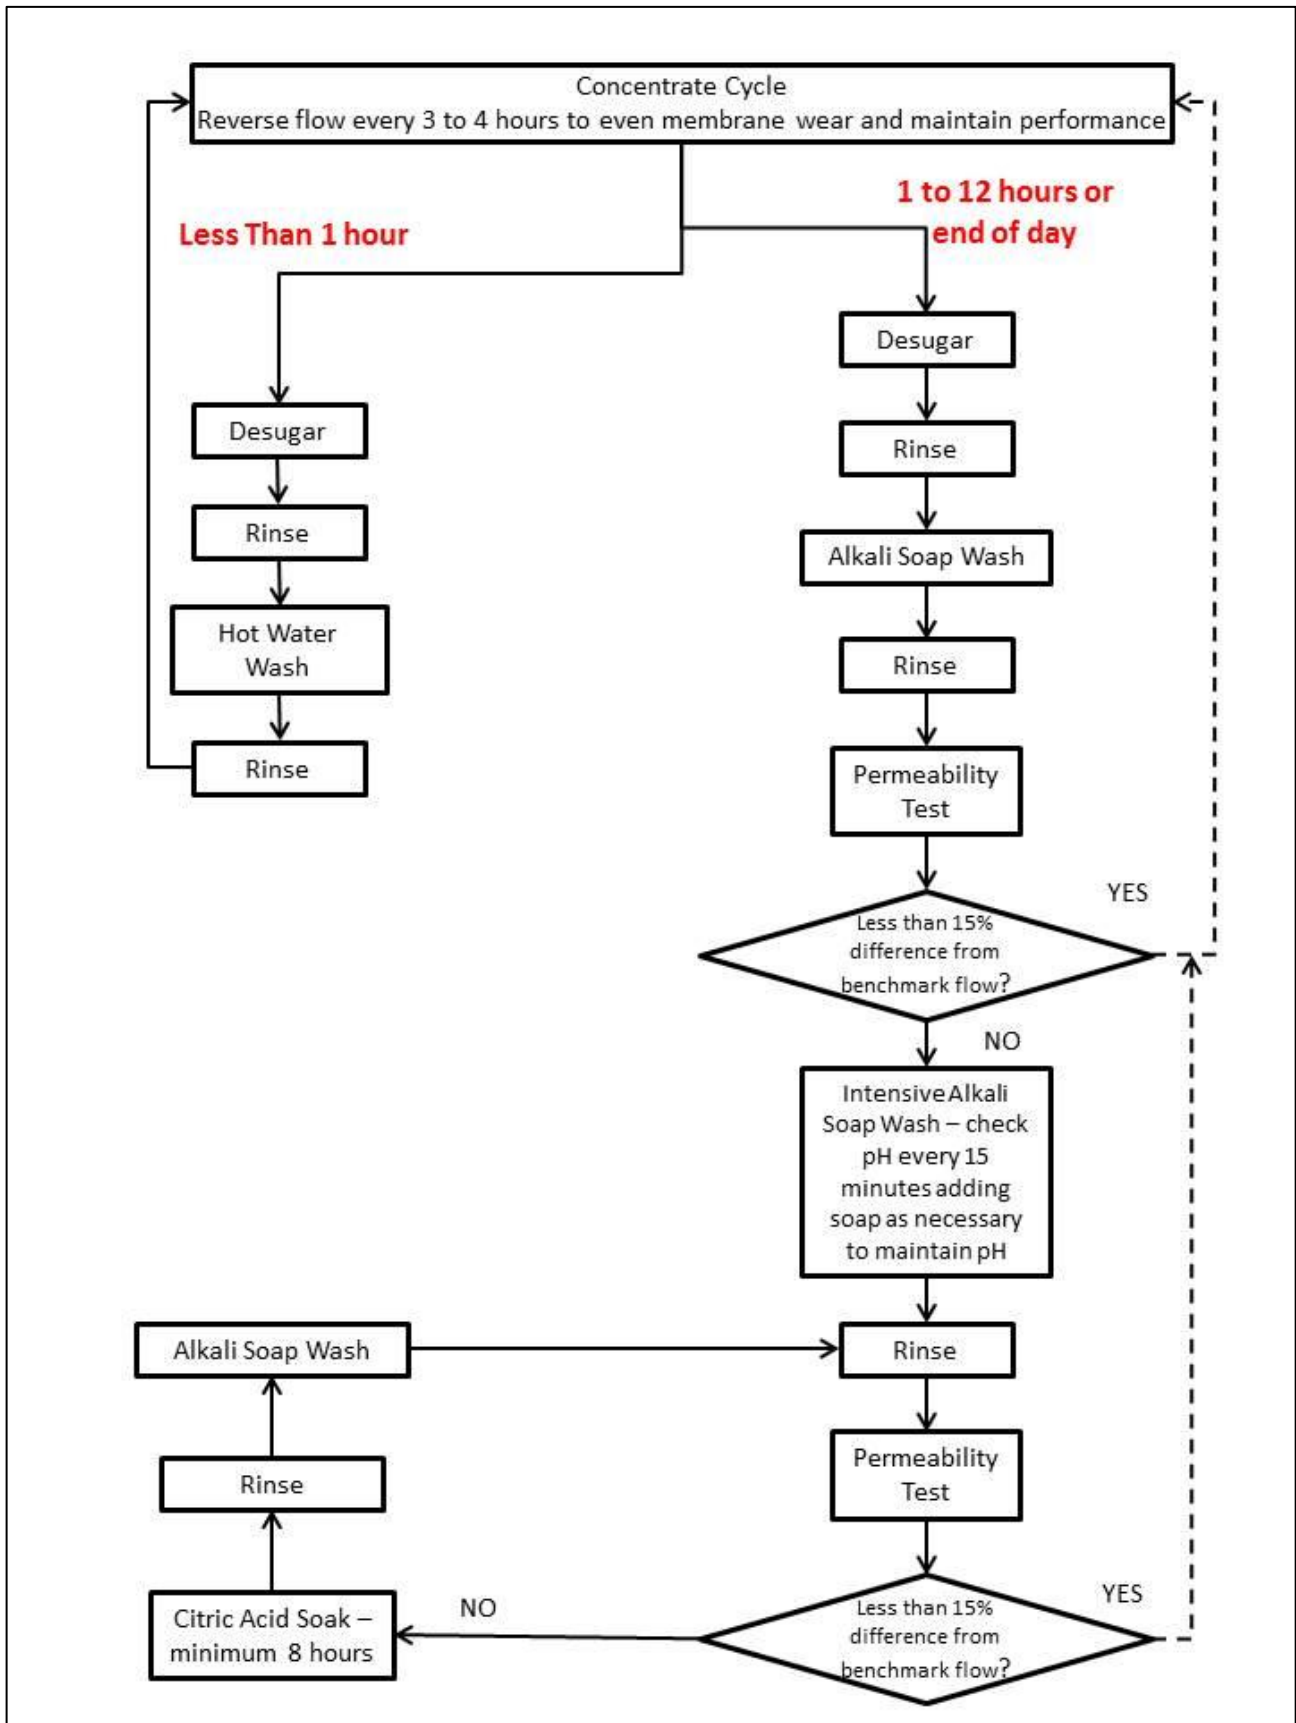 Concentrate Cycle
Reverse flow every 3 to 4 hours to even membrane wear and maintain performance
Less Than 1 hour
1 to 12 hours or
end of day
Desugar
Rinse
Hot Water
Wash
Rinse
Desugar
Rinse
Alkali Soap Wash
Rinse
Permeability
Test
Less than 15%
difference from
benchmark flow?
YES
NO
Intensive Alkali
Soap Wash – check
pH every 15
minutes adding
soap as necessary
to maintain pH
Rinse
Permeability
Test
Less than 15%
difference from
benchmark flow?
YES
NO
Citric Acid Soak –
minimum 8 hours
Rinse
Alkali Soap Wash